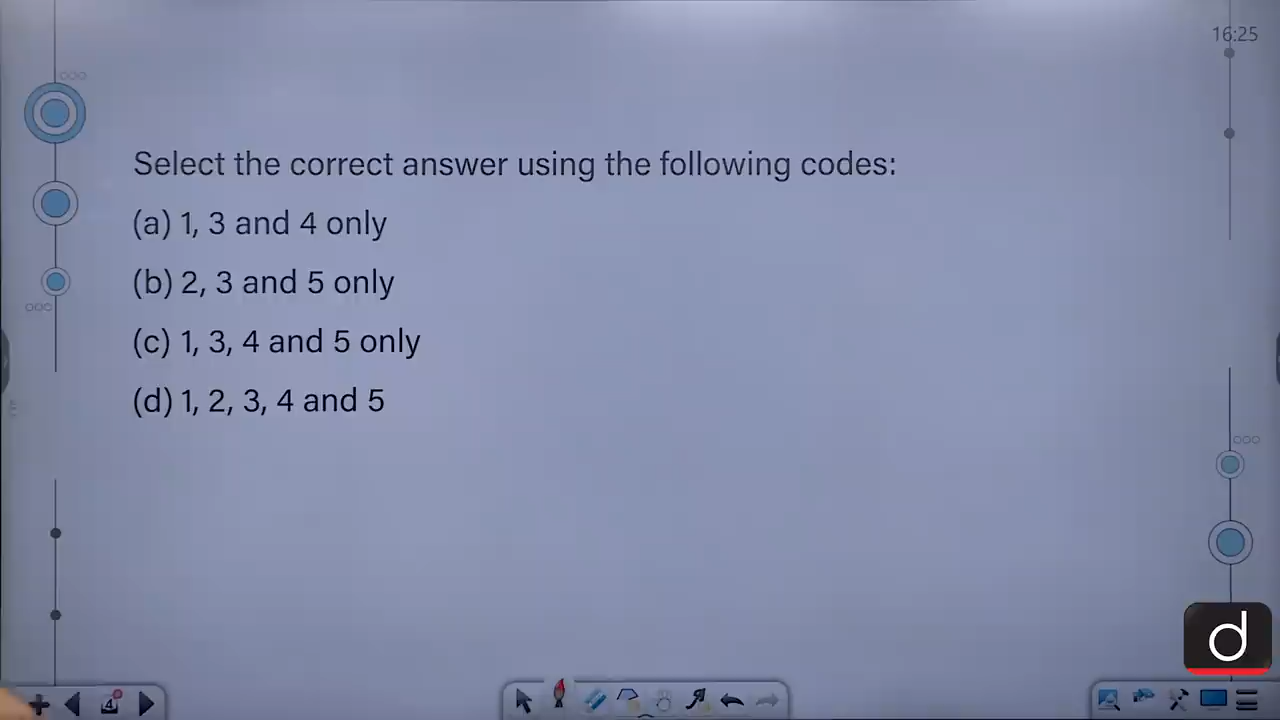 16:25
Select the correct answer using the following codes:
(a) 1, 3 and 4 only
(b) 2, 3 and 5 only
(c) 1, 3, 4 and 5 only
(d) 1, 2, 3, 4 and 5
d
4